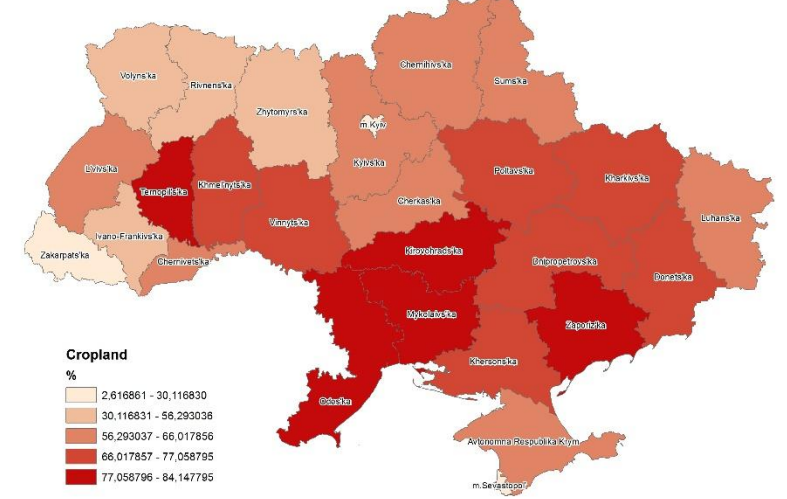 Chernihivs'ka
Volyns'ka
Sums'ka
Rivnens'ka
Zhytomyrs'ka
m.Kyiv
Kyivs'ka
L'vivs'ka
Poltavs'ka
Kharkivs'ka
Khmel'nyts'ka
Ternopil's'ka
Cherkas'ka
Luhans'ka
Vinnyts'ka
Ivano-Frankivs'ka
Kirovohrads'ka
Zakarpats'ka
Chernivets'ka
Dnipropetrovs'ka
Donets'ka
Mykolaivs'ka
Zaporiz'ka
Khersons'ka
Odes'ka
Avtonomna Respublika Krym
m.Sevastopol'
Cropland
%
2,616861 - 30,116830
30,116831 - 56,293036
56,293037 - 66,017856
66,017857 - 77,058795
77,058796 - 84,147795